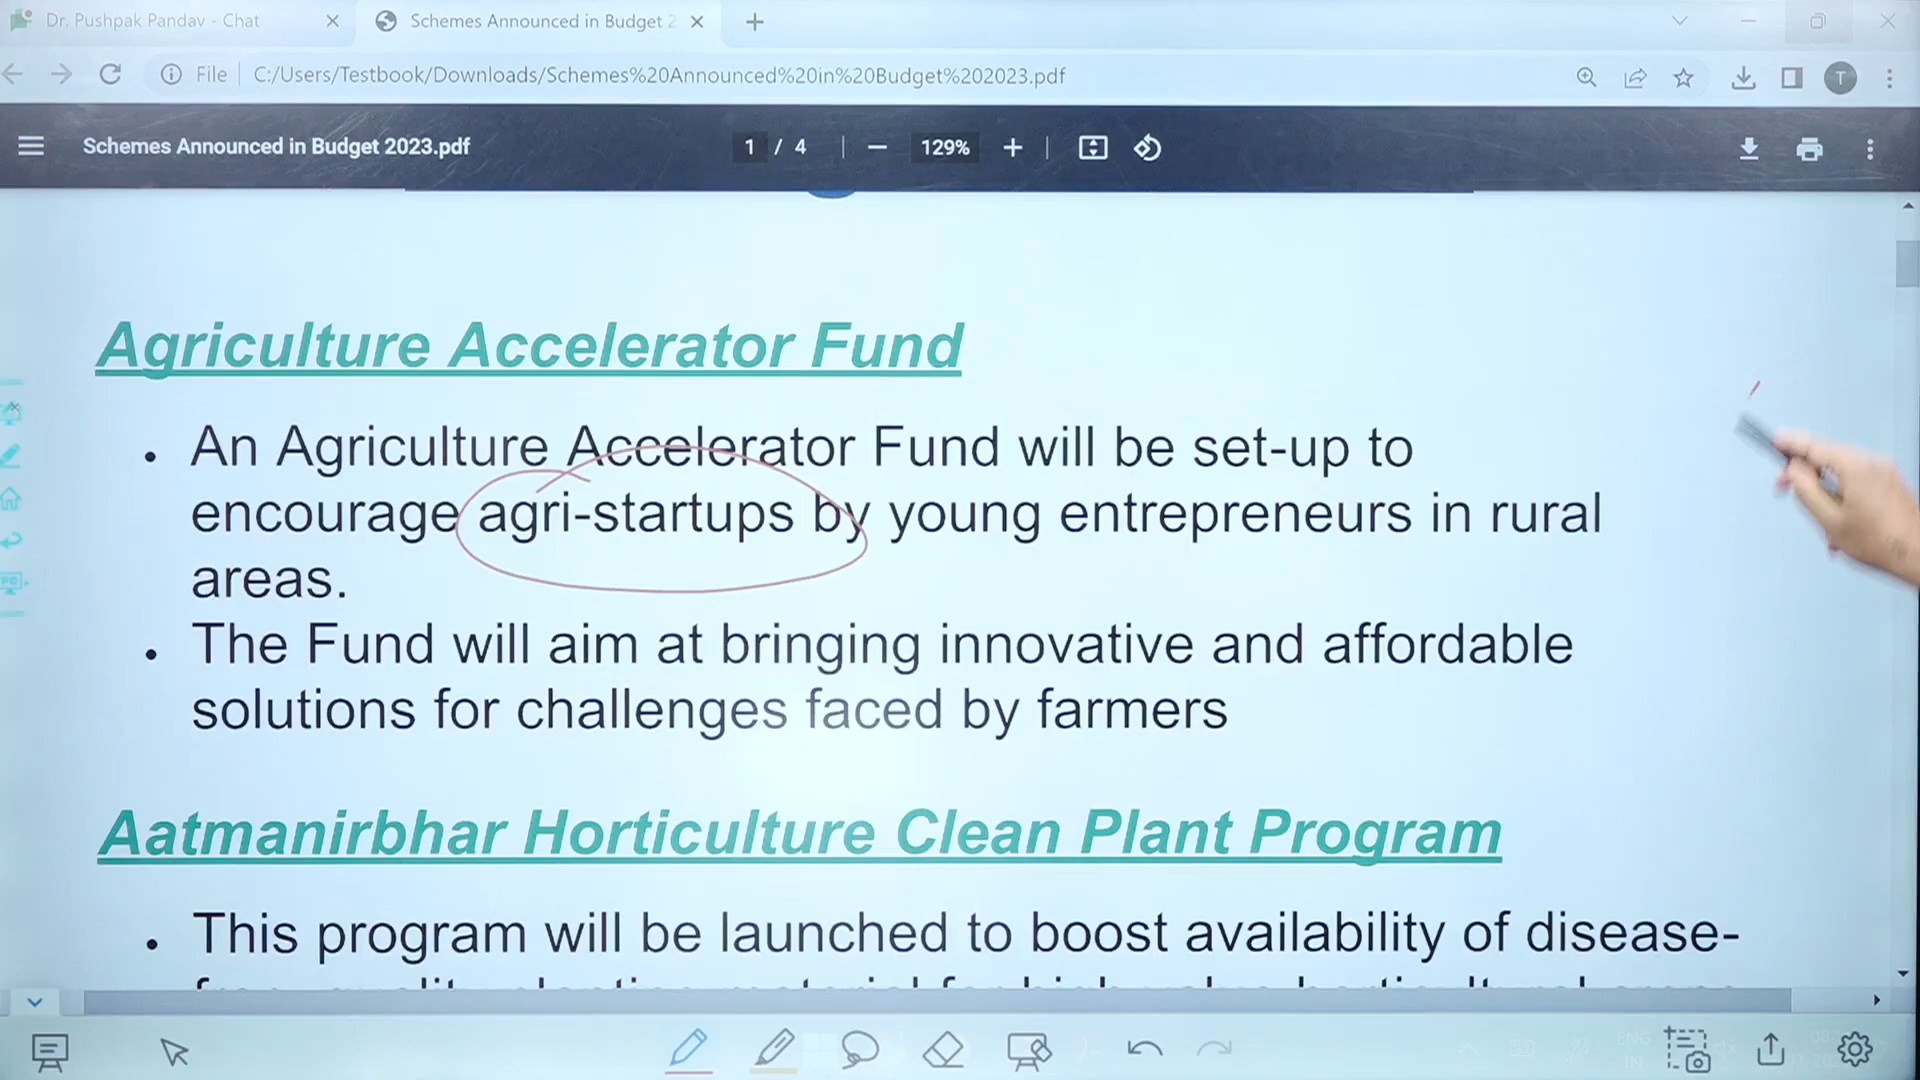 Dr. Pushpak Pandav - Chat
Schemes Announced in Budget 2
File C:/Users/Testbook/Downloads/Schemes%20Announced%20in%20Budget%202023.pdf
T
Schemes Announced in Budget 2023.pdf
1 / 4
129%
Agriculture Accelerator Fund
• An Agriculture Accelerator Fund will be set-up to
encourage agri-startups by young entrepreneurs in rural
areas.
• The Fund will aim at bringing innovative and affordable
solutions for challenges faced by farmers
Aatmanirbhar Horticulture Clean Plant Program
• This program will be launched to boost availability of disease-
ENG
IN